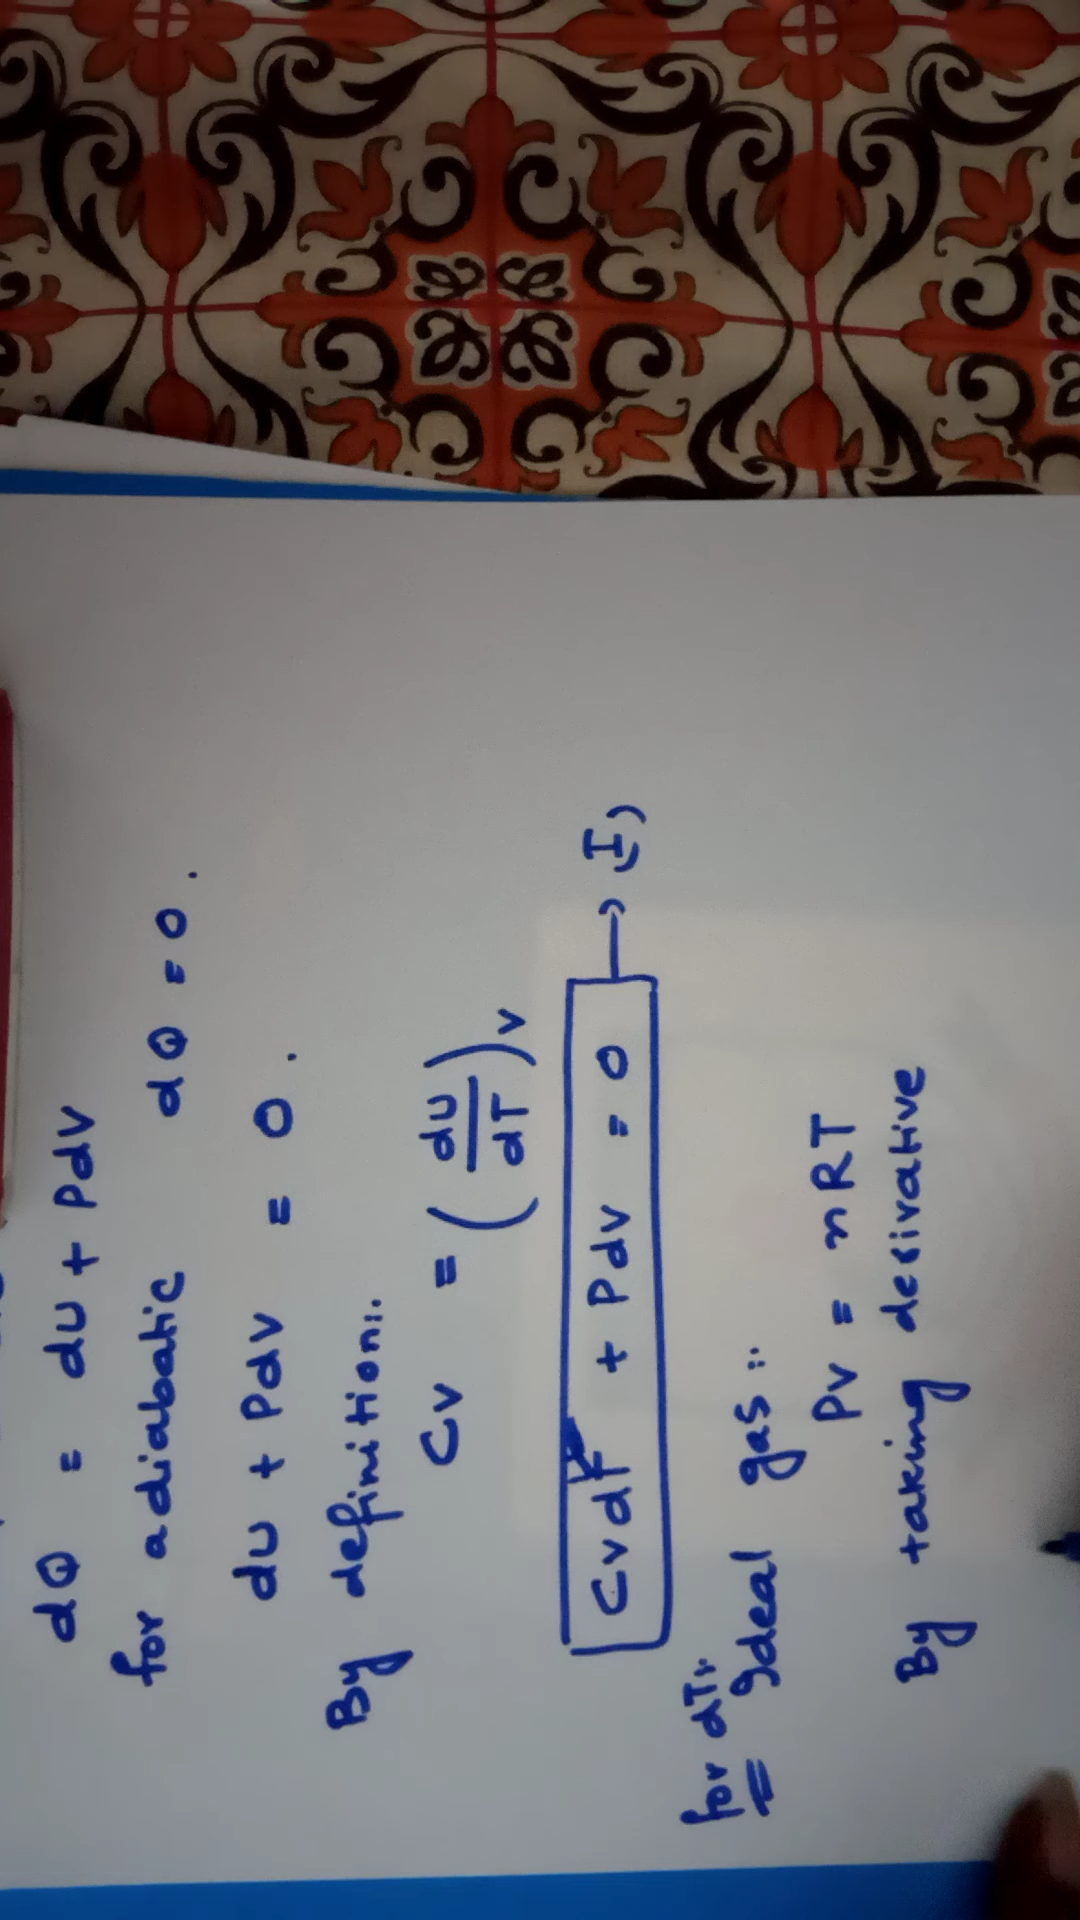 dQ = dU + PdV
for adiabatic dQ = 0.
dU + PdV = 0.
By definition:.
CV = (dU/dT)V
CVdT + PdV = 0 → (I)
for dT:.
Ideal gas::
PV = nRT
By taking derivative